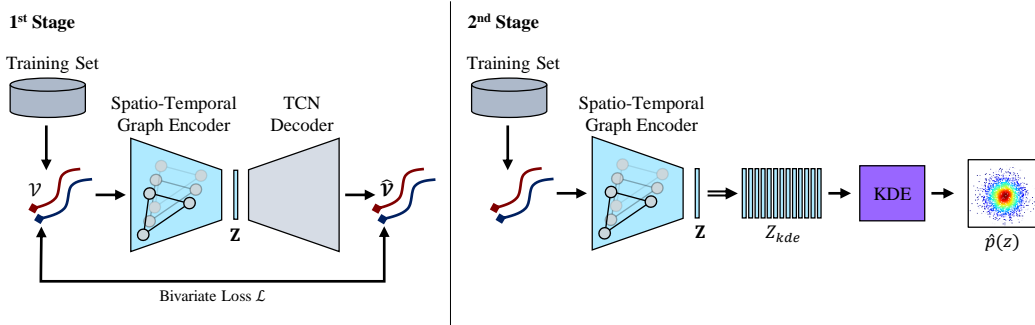 1st Stage
Training Set
Spatio-Temporal
Graph Encoder
TCN
Decoder
𝒱
Z
𝒱̂
Bivariate Loss ℒ
2nd Stage
Training Set
Spatio-Temporal
Graph Encoder
Z
Z_kde
KDE
p̂(z)